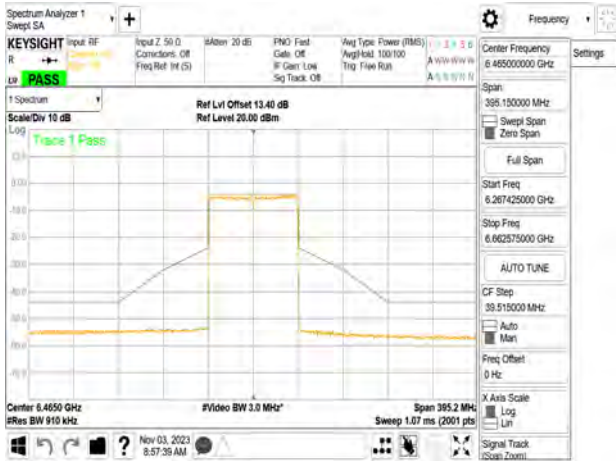 Spectrum Analyzer 1
Swept SA
Frequency
KEYSIGHT
Input: RF
Input Z: 50 Ω
#Atten: 20 dB
PNO: Fast
Avg Type: Power (RMS)
R
Corrections: Off
Gate: Off
Avg|Hold: 100/100
Freq Ref: Int (S)
IF Gain: Low
Trig: Free Run
Sig Track: Off
PASS
1 Spectrum
Scale/Div 10 dB
Ref Lvl Offset 13.40 dB
Ref Level 20.00 dBm
Log
Trace 1 Pass
Center 6.4650 GHz
#Video BW 3.0 MHz*
Span 395.2 MHz
#Res BW 910 kHz
Sweep 1.07 ms (2001 pts)
Nov 03, 2023
8:57:39 AM
Center Frequency
6.465000000 GHz
Settings
Span
395.150000 MHz
Swept Span
Zero Span
Full Span
Start Freq
6.267425000 GHz
Stop Freq
6.662575000 GHz
AUTO TUNE
CF Step
39.515000 MHz
Auto
Man
Freq Offset
0 Hz
X Axis Scale
Log
Lin
Signal Track
(Span Zoom)